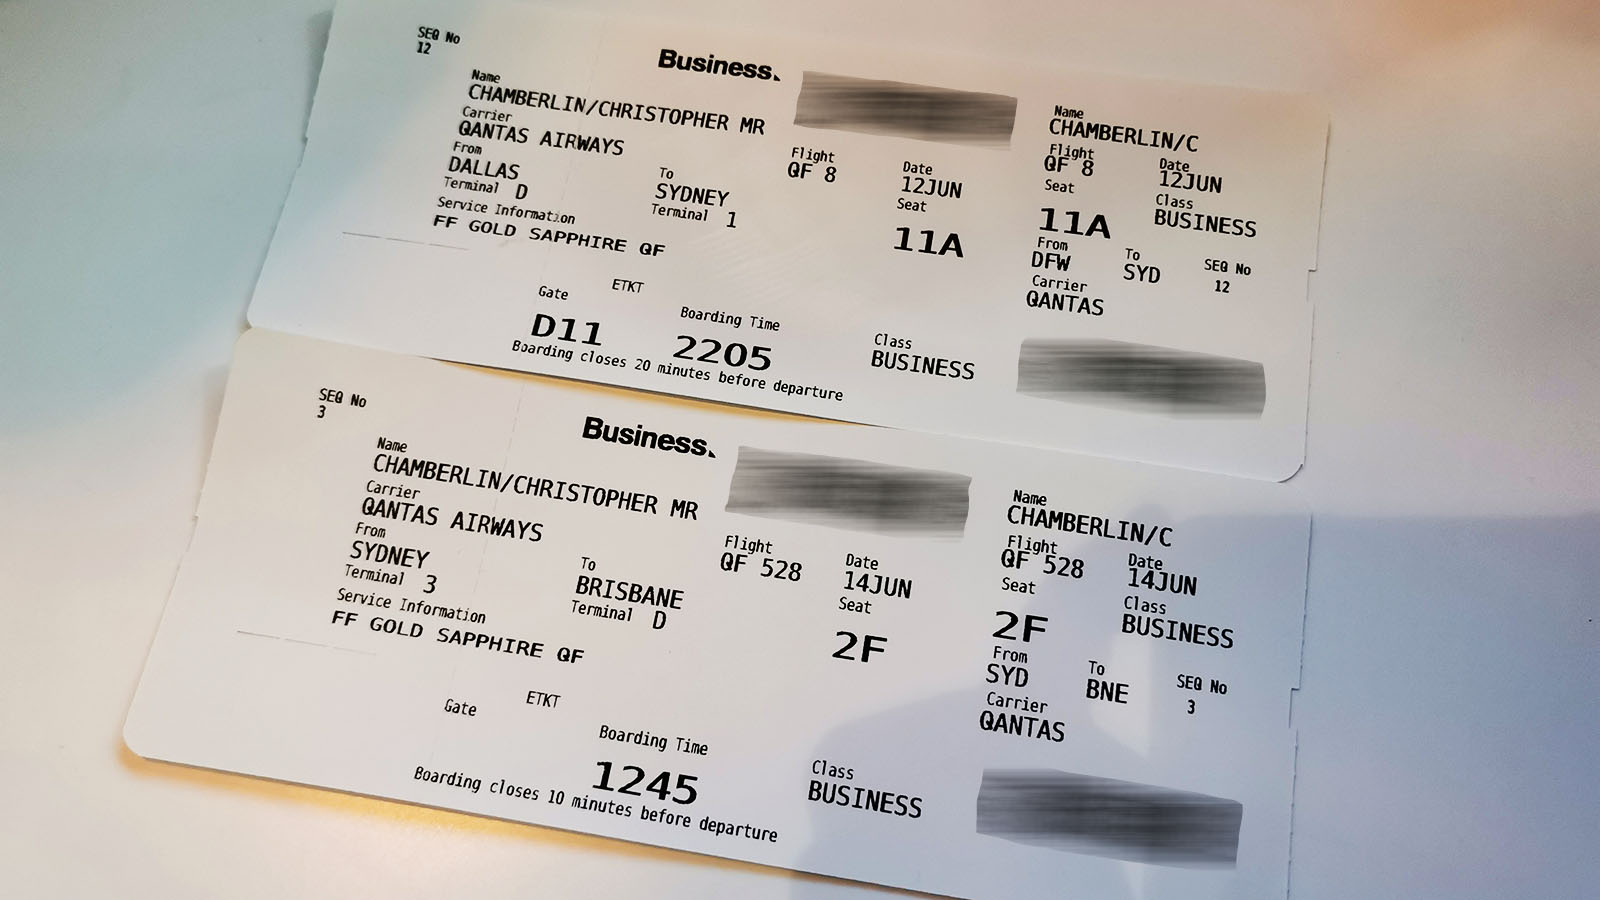 SEQ No
12
Business.
Name
CHAMBERLIN/CHRISTOPHER MR
Carrier
QANTAS AIRWAYS
From
DALLAS
To
SYDNEY
Terminal D
Terminal 1
Service Information
FF GOLD SAPPHIRE QF
Flight
QF 8
Date
12JUN
Seat
11A
Gate
D11
ETKT
Boarding Time
2205
Boarding closes 20 minutes before departure
Class
BUSINESS
Name
CHAMBERLIN/C
Flight
QF 8
Date
12JUN
Seat
11A
Class
BUSINESS
From
DFW
To
SYD
SEQ No
12
Carrier
QANTAS
SEQ No
3
Business.
Name
CHAMBERLIN/CHRISTOPHER MR
Carrier
QANTAS AIRWAYS
From
SYDNEY
To
BRISBANE
Terminal 3
Terminal D
Service Information
FF GOLD SAPPHIRE QF
Flight
QF 528
Date
14JUN
Seat
2F
Gate
ETKT
Boarding Time
1245
Boarding closes 10 minutes before departure
Class
BUSINESS
Name
CHAMBERLIN/C
Flight
QF 528
Date
14JUN
Seat
2F
Class
BUSINESS
From
SYD
To
BNE
SEQ No
3
Carrier
QANTAS